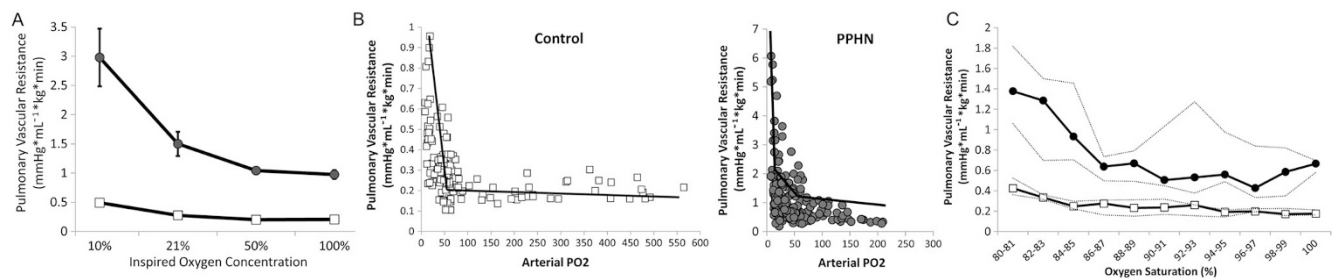 A
Pulmonary Vascular Resistance
(mmHg*mL⁻¹*kg*min)
3.5
3
2.5
2
1.5
1
0.5
0
10%
21%
50%
100%
Inspired Oxygen Concentration
B
Pulmonary Vascular Resistance
(mmHg*mL⁻¹*kg*min)
Control
1
0.9
0.8
0.7
0.6
0.5
0.4
0.3
0.2
0.1
0
0 50 100 150 200 250 300 350 400 450 500 550 600
Arterial PO2
Pulmonary Vascular Resistance
(mmHg*mL⁻¹*kg*min)
PPHN
7
6
5
4
3
2
1
0
0 50 100 150 200 300
Arterial PO2
C
Pulmonary Vascular Resistance
(mmHg*mL⁻¹*kg*min)
2
1.8
1.6
1.4
1.2
1
0.8
0.6
0.4
0.2
0
80-81
82-83
84-85
86-87
88-89
90-91
92-93
94-95
96-97
98-99
100
Oxygen Saturation (%)